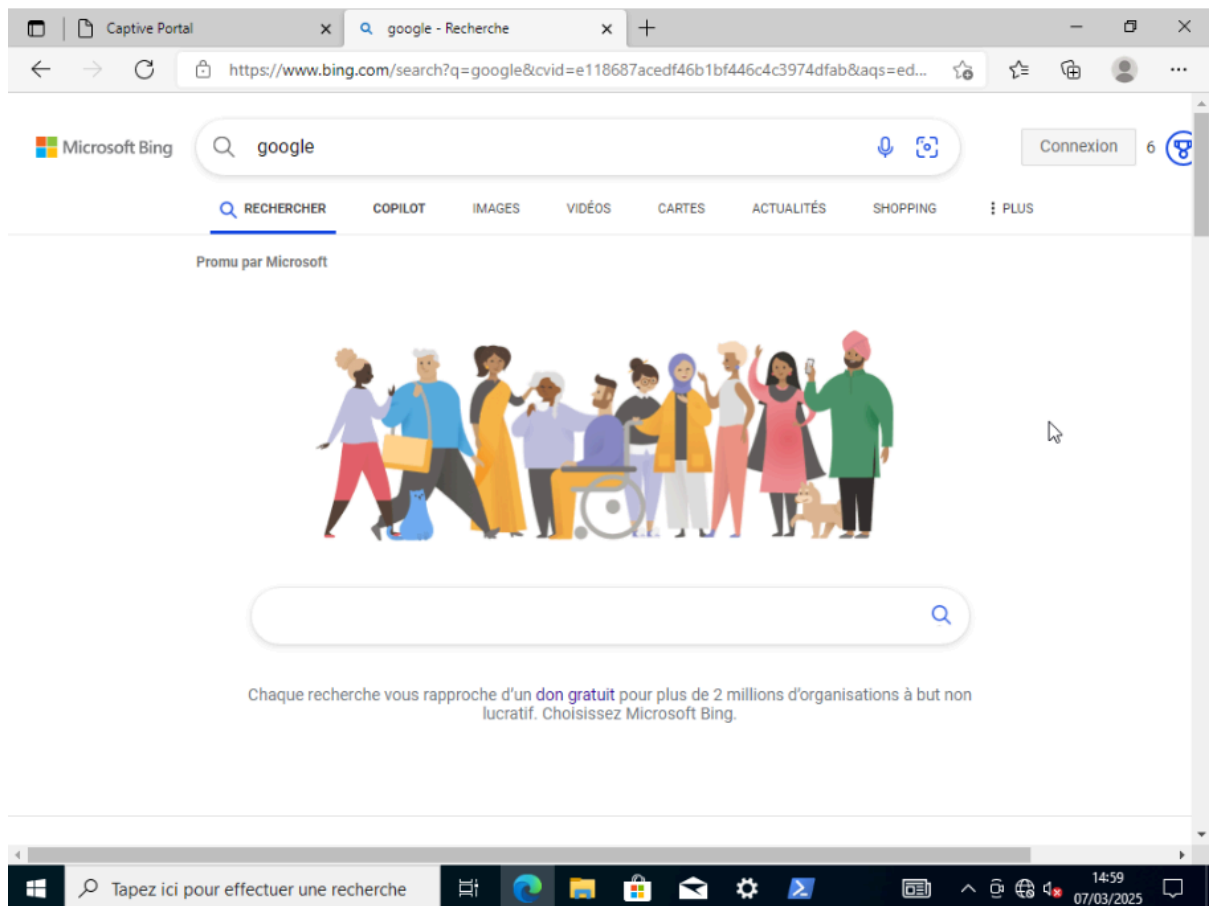 Captive Portal
google - Recherche
https://www.bing.com/search?q=google&cvid=e118687acedf46b1bf446c4c3974dfab&aqs=ed...
Microsoft Bing
google
Connexion
6
RECHERCHER
COPILOT
IMAGES
VIDÉOS
CARTES
ACTUALITÉS
SHOPPING
PLUS
Promu par Microsoft
Chaque recherche vous rapproche d'un don gratuit pour plus de 2 millions d'organisations à but non
lucratif. Choisissez Microsoft Bing.
Tapez ici pour effectuer une recherche
14:59
07/03/2025